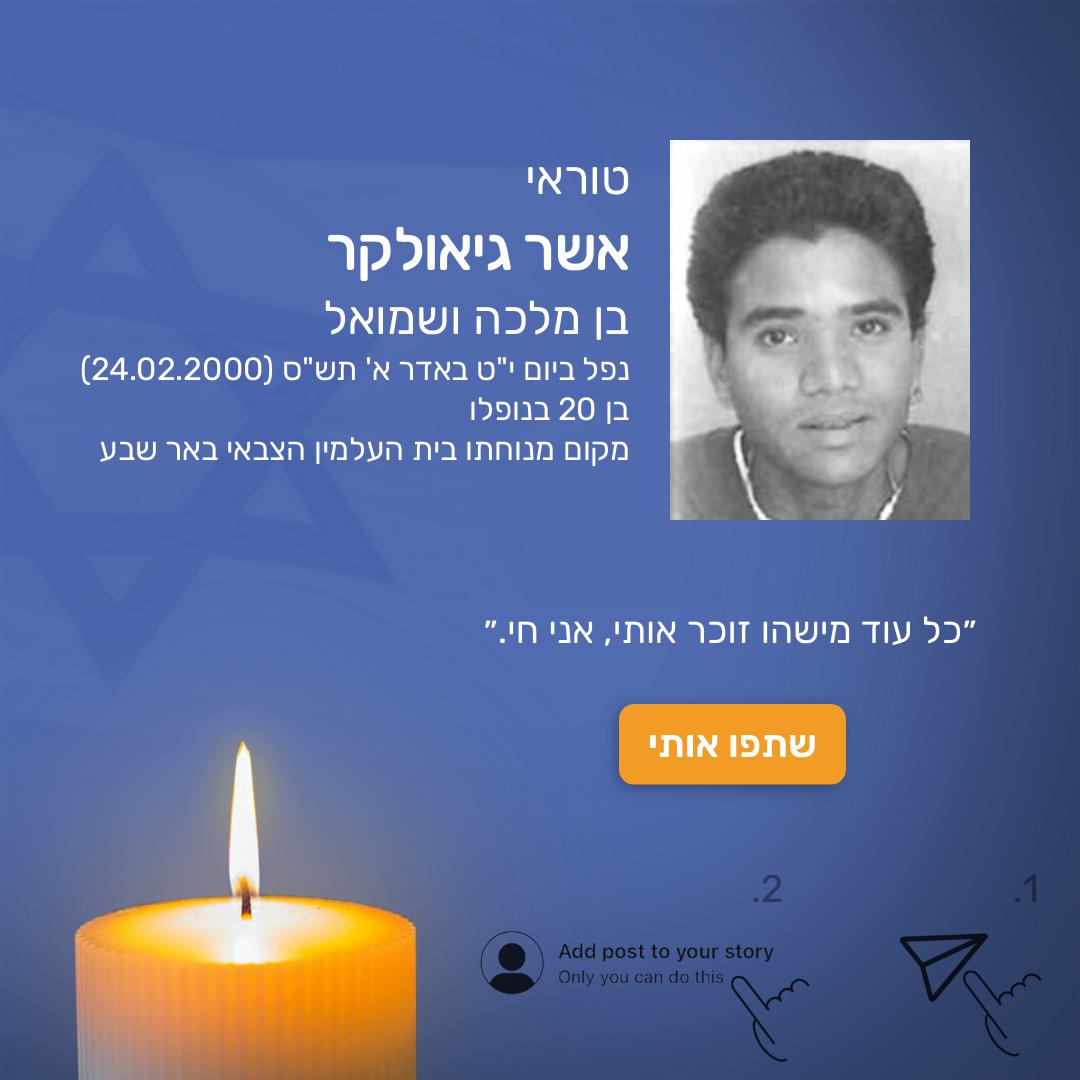 טוראי
אשר גיאולקר
בן מלכה ושמואל
נפל ביום י"ט באדר א' תש"ס (24.02.2000)
בן 20 בנופלו
מקום מנוחתו בית העלמין הצבאי באר שבע
״כל עוד מישהו זוכר אותי, אני חי.״
שתפו אותי
1.
2.
Add post to your story
Only you can do this